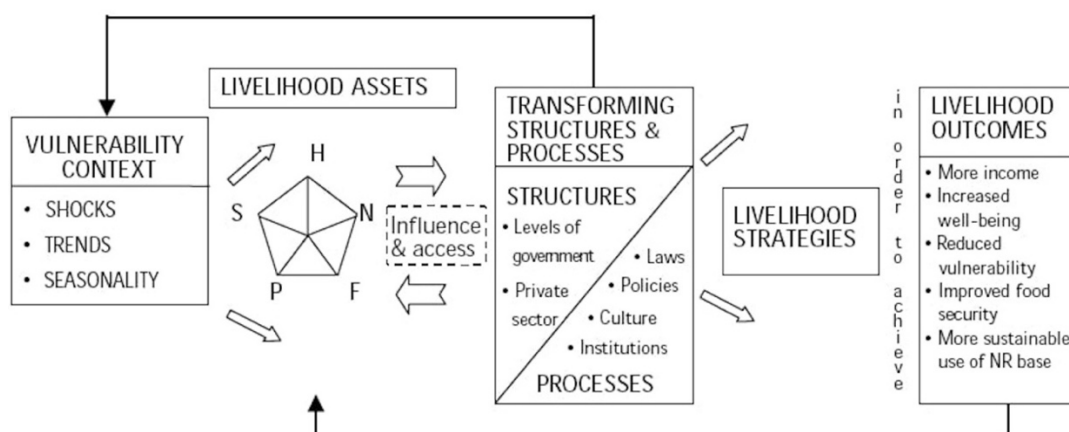 LIVELIHOOD ASSETS
VULNERABILITY
CONTEXT
• SHOCKS
• TRENDS
• SEASONALITY
H
S
N
P
F
Influence
& access
TRANSFORMING
STRUCTURES &
PROCESSES
STRUCTURES
• Levels of
government
• Private
sector
• Laws
• Policies
• Culture
• Institutions
PROCESSES
LIVELIHOOD
STRATEGIES
in order to achieve
LIVELIHOOD
OUTCOMES
• More income
• Increased
well-being
• Reduced
vulnerability
• Improved food
security
• More sustainable
use of NR base